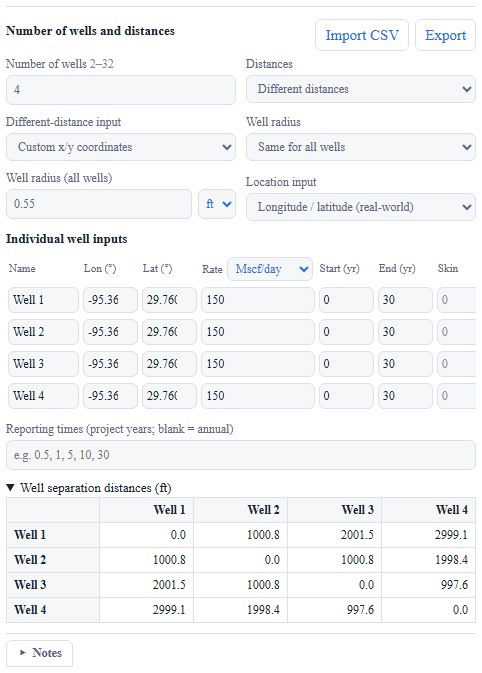 Number of wells and distances
Import CSV
Export
Number of wells 2–32
Distances
4
Different distances
Different-distance input
Well radius
Custom x/y coordinates
Same for all wells
Well radius (all wells)
Location input
0.55
ft
Longitude / latitude (real-world)
Individual well inputs
Name Lon (°) Lat (°) Rate Mscf/day Start (yr) End (yr) Skin
Well 1 -95.36 29.760 150 0 30 0
Well 2 -95.36 29.760 150 0 30 0
Well 3 -95.36 29.760 150 0 30 0
Well 4 -95.36 29.760 150 0 30 0
Reporting times (project years; blank = annual)
e.g. 0.5, 1, 5, 10, 30
▼ Well separation distances (ft)
Well 1 Well 2 Well 3 Well 4
Well 1 0.0 1000.8 2001.5 2999.1
Well 2 1000.8 0.0 1000.8 1998.4
Well 3 2001.5 1000.8 0.0 997.6
Well 4 2999.1 1998.4 997.6 0.0
► Notes